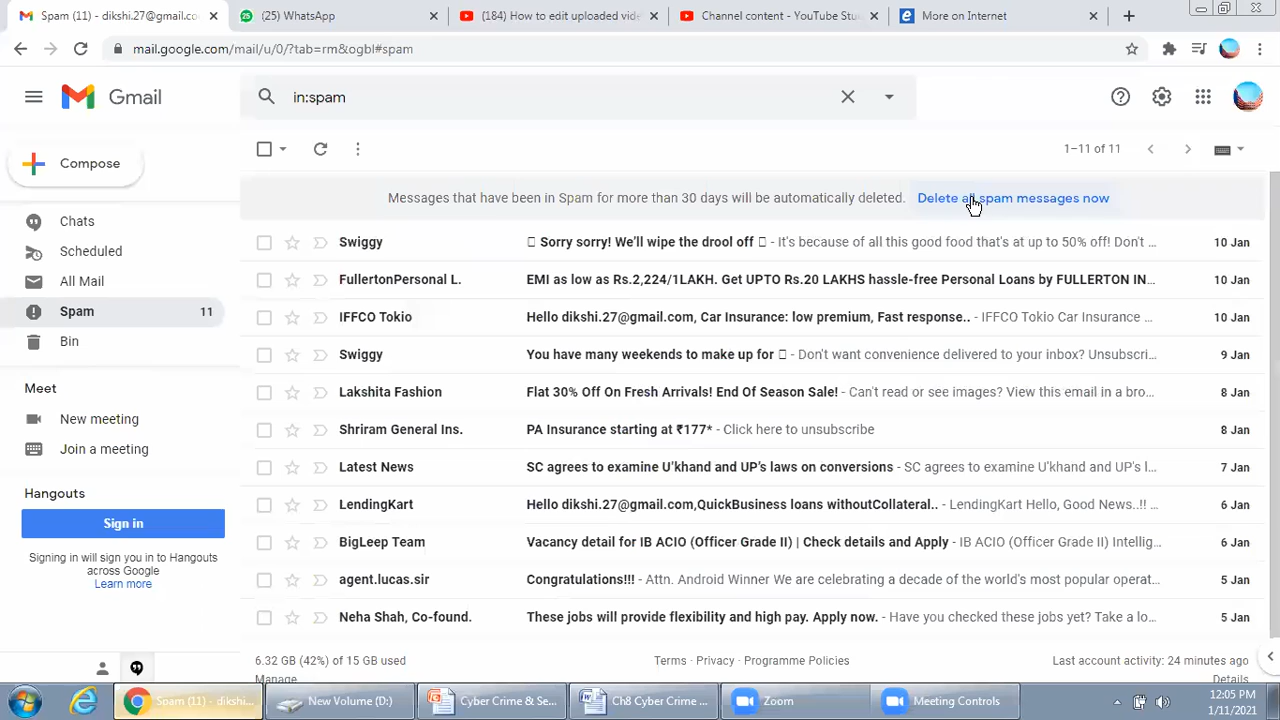 Spam (11) - dikshi.27@gmail.co
(25) WhatsApp
(184) How to edit uploaded vid
Channel content - YouTube Stu
More on Internet
mail.google.com/mail/u/0/?tab=rm&ogbl#spam
Gmail
in:spam
Compose
1–11 of 11
Messages that have been in Spam for more than 30 days will be automatically deleted. Delete all spam messages now
Chats
Scheduled
All Mail
Spam 11
Bin
Meet
New meeting
Join a meeting
Hangouts
Sign in
Signing in will sign you in to Hangouts
across Google
Learn more
Swiggy Sorry sorry! We'll wipe the drool off - It's because of all this good food that's at up to 50% off! Don't ... 10 Jan
FullertonPersonal L. EMI as low as Rs.2,224/1LAKH. Get UPTO Rs.20 LAKHS hassle-free Personal Loans by FULLERTON IN... 10 Jan
IFFCO Tokio Hello dikshi.27@gmail.com, Car Insurance: low premium, Fast response.. - IFFCO Tokio Car Insurance ... 10 Jan
Swiggy You have many weekends to make up for - Don't want convenience delivered to your inbox? Unsubscri... 9 Jan
Lakshita Fashion Flat 30% Off On Fresh Arrivals! End Of Season Sale! - Can't read or see images? View this email in a bro... 8 Jan
Shriram General Ins. PA Insurance starting at ₹177* - Click here to unsubscribe 8 Jan
Latest News SC agrees to examine U'khand and UP's laws on conversions - SC agrees to examine U'khand and UP's l... 7 Jan
LendingKart Hello dikshi.27@gmail.com,QuickBusiness loans withoutCollateral.. - LendingKart Hello, Good News..!! ... 6 Jan
BigLeep Team Vacancy detail for IB ACIO (Officer Grade II) | Check details and Apply - IB ACIO (Officer Grade II) Intellig... 6 Jan
agent.lucas.sir Congratulations!!! - Attn. Android Winner We are celebrating a decade of the world's most popular operat... 5 Jan
Neha Shah, Co-found. These jobs will provide flexibility and high pay. Apply now. - Have you checked these jobs yet? Take a lo... 5 Jan
6.32 GB (42%) of 15 GB used
Manage
Terms · Privacy · Programme Policies
Last account activity: 24 minutes ago
Details
Spam (11) - dikshi...
New Volume (D:)
Cyber Crime & Se...
Ch8 Cyber Crime ...
Zoom
Meeting Controls
12:05 PM
1/11/2021